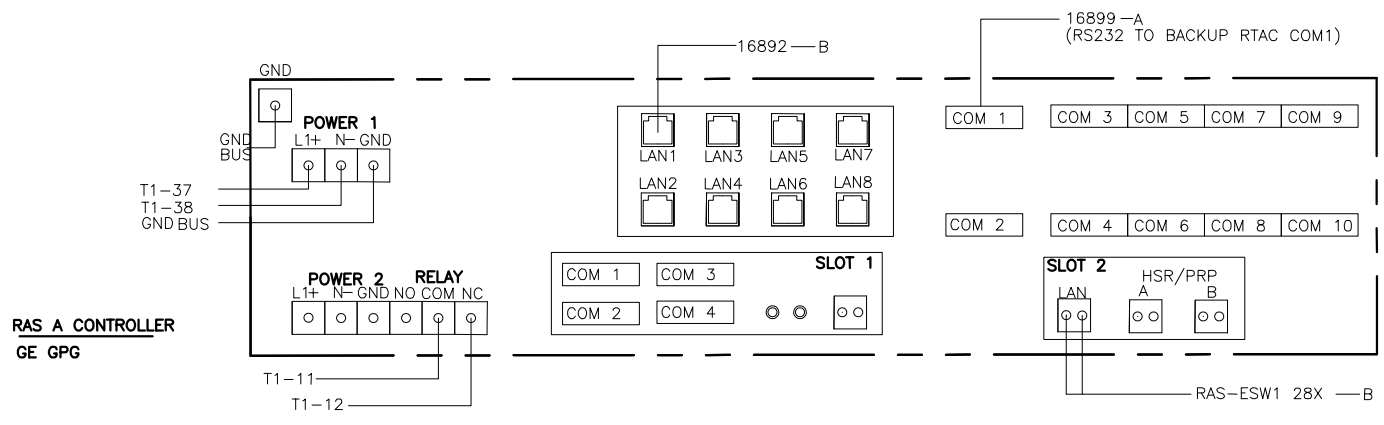 16899 —A
(RS232 TO BACKUP RTAC COM1)
16892 — B
GND
GND
BUS
POWER 1
L1+ N- GND
T1-37
T1-38
GND BUS
LAN1 LAN3 LAN5 LAN7
LAN2 LAN4 LAN6 LAN8
COM 1 COM 3 COM 5 COM 7 COM 9
COM 2 COM 4 COM 6 COM 8 COM 10
POWER 2 RELAY
L1+ N- GND NO COM NC
SLOT 1
COM 1 COM 3
COM 2 COM 4
SLOT 2
HSR/PRP
LAN A B
RAS A CONTROLLER
GE GPG
T1-11
T1-12
RAS-ESW1 28X — B